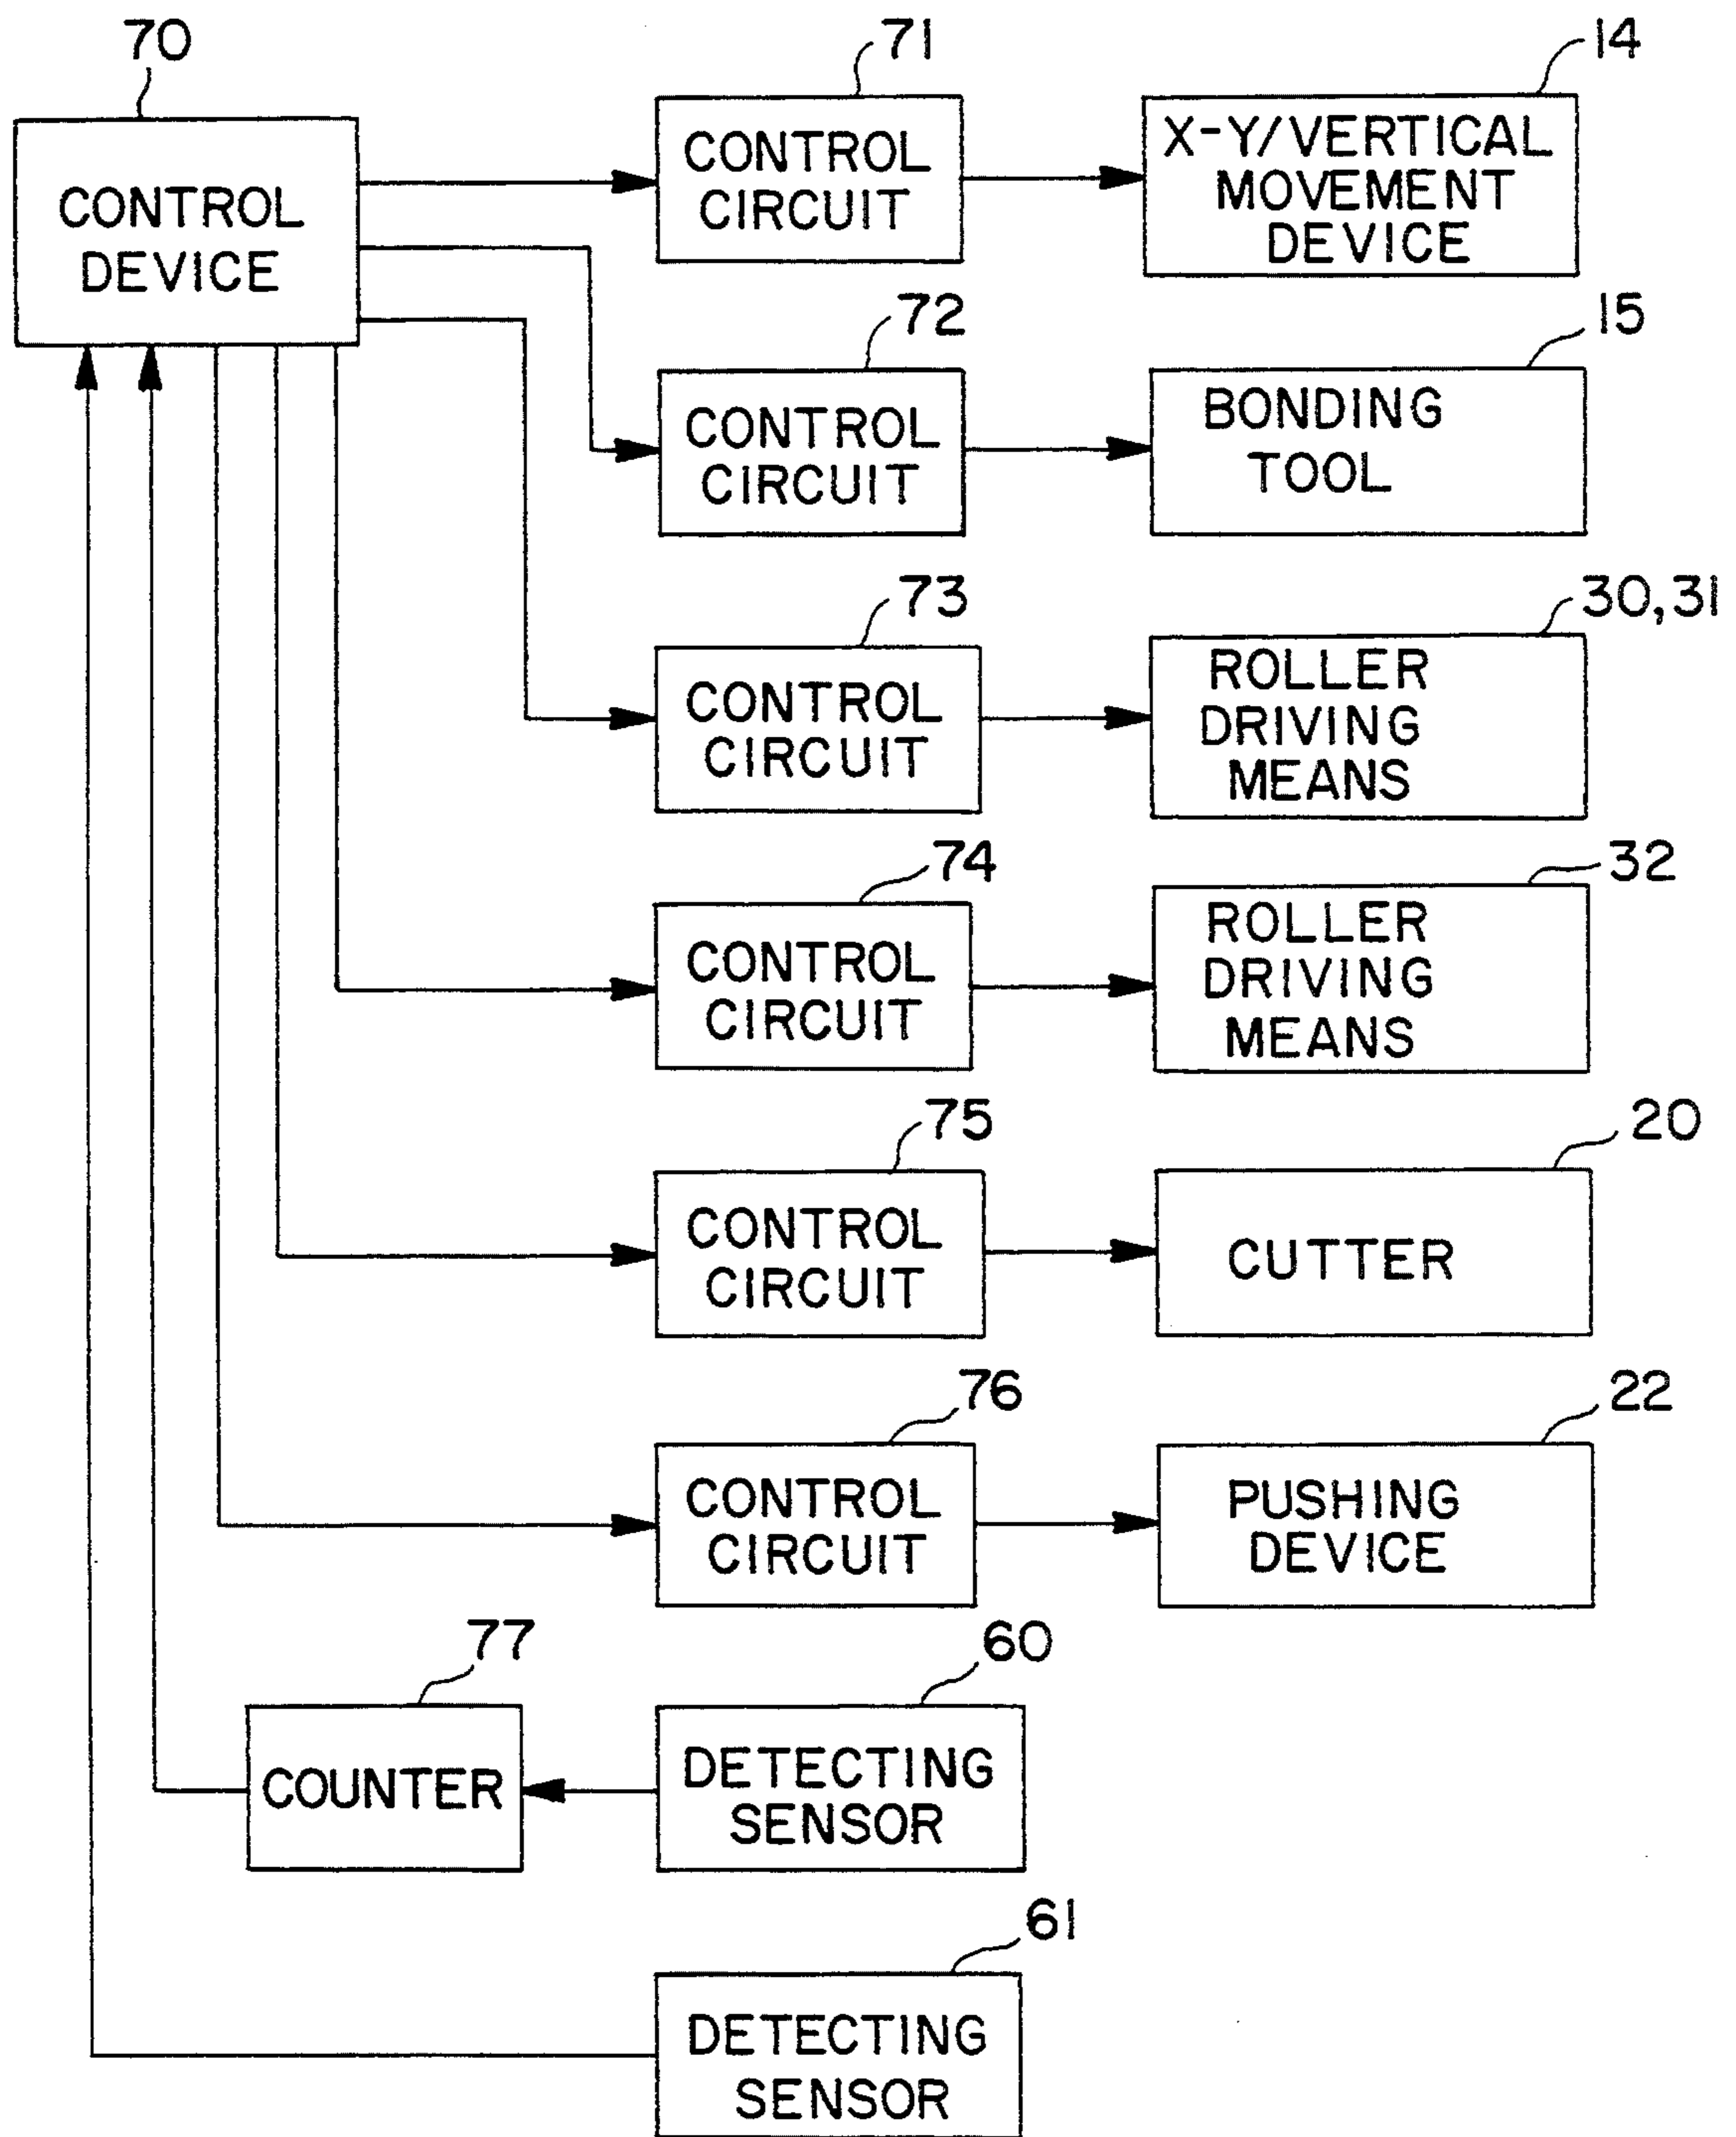 70
CONTROL
DEVICE
71
CONTROL
CIRCUIT
14
X-Y/VERTICAL
MOVEMENT
DEVICE
72
CONTROL
CIRCUIT
15
BONDING
TOOL
73
CONTROL
CIRCUIT
30,31
ROLLER
DRIVING
MEANS
74
CONTROL
CIRCUIT
32
ROLLER
DRIVING
MEANS
75
CONTROL
CIRCUIT
20
CUTTER
76
CONTROL
CIRCUIT
22
PUSHING
DEVICE
77
COUNTER
60
DETECTING
SENSOR
61
DETECTING
SENSOR